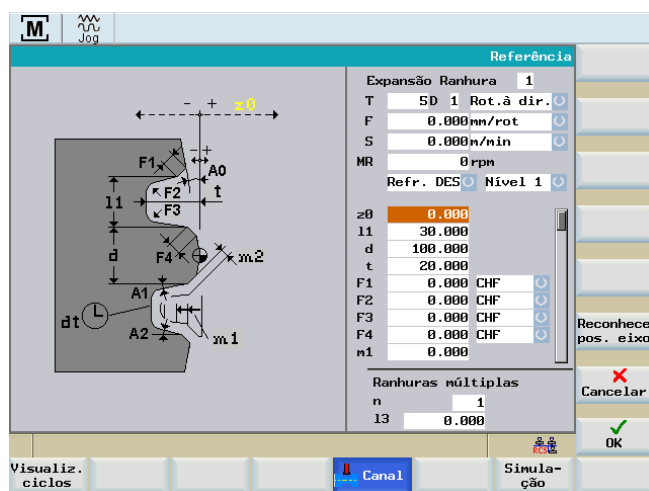 M
Jog
Referência
Expansão Ranhura 1
T 5 D 1 Rot.à dir.
F 0.000 mm/rot
S 0.000 m/min
MR 0 rpm
Refr. DES Nível 1
z0 0.000
l1 30.000
d 100.000
t 20.000
F1 0.000 CHF
F2 0.000 CHF
F3 0.000 CHF
F4 0.000 CHF
m1 0.000
Ranhuras múltiplas
n 1
l3 0.000
- + z0
- +
F1
A0
F2
l1
t
F3
d
F4
m2
A1
dt
A2
m1
Reconhece
pos. eixo
Cancelar
OK
RCS
Visualiz.
ciclos
Canal
Simula-
ção